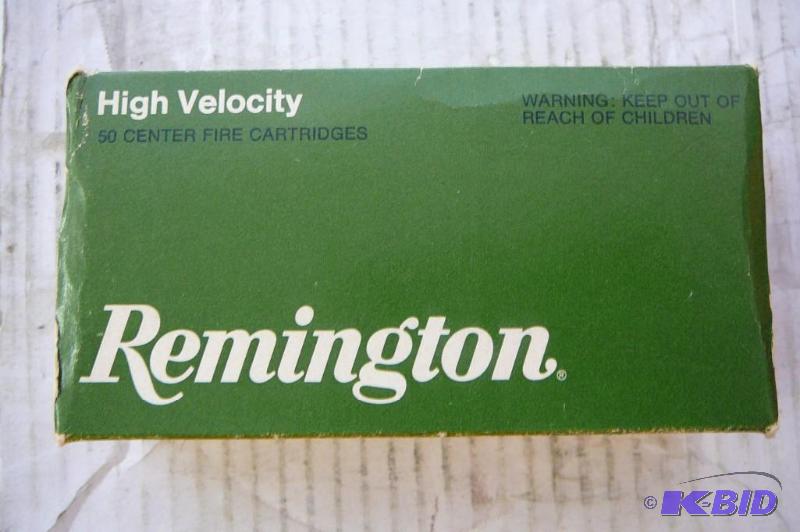 High Velocity
50 CENTER FIRE CARTRIDGES
WARNING: KEEP OUT OF
REACH OF CHILDREN
Remington®
© K-BID